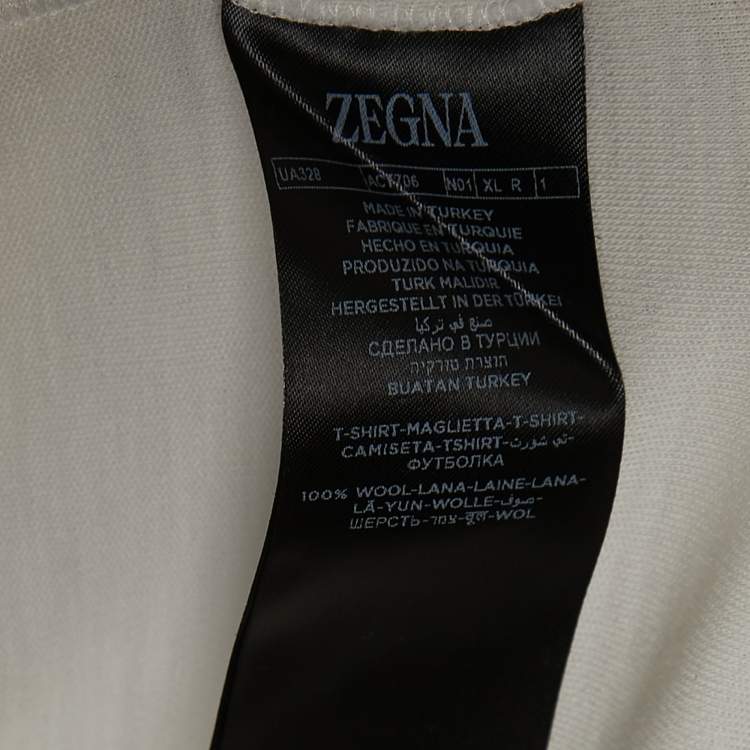 ZEGNA
UA328 ACT706 N01 XL R 1
MADE IN TURKEY
FABRIQUE EN TURQUIE
HECHO EN TURQUIA
PRODUZIDO NA TURQUIA
TURK MALIDIR
HERGESTELLT IN DER TÜRKEI
صنع في تركيا
СДЕЛАНО В ТУРЦИИ
תוצרת טורקיה
BUATAN TURKEY
T-SHIRT-MAGLIETTA-T-SHIRT-
CAMISETA-TSHIRT-تي شورت-
ФУТБОЛКА
100% WOOL-LANA-LAINE-LANA-
LÃ-YUN-WOLLE-صوف-
ШЕРСТЬ-צמר-वूल-WOL